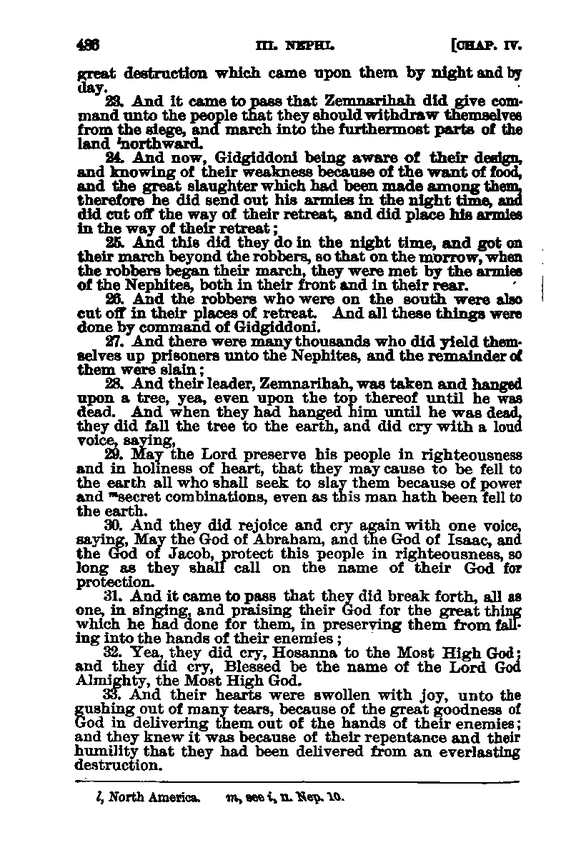 486 III. NEPHI. [CHAP. IV.
great destruction which came upon them by night and by
day.
23. And it came to pass that Zemnarihah did give com-
mand unto the people that they should withdraw themselves
from the siege, and march into the furthermost parts of the
land lnorthward.
24. And now, Gidgiddoni being aware of their design,
and knowing of their weakness because of the want of food,
and the great slaughter which had been made among them,
therefore he did send out his armies in the night time, and
did cut off the way of their retreat, and did place his armies
in the way of their retreat;
25. And this did they do in the night time, and got on
their march beyond the robbers, so that on the morrow, when
the robbers began their march, they were met by the armies
of the Nephites, both in their front and in their rear.
26. And the robbers who were on the south were also
cut off in their places of retreat. And all these things were
done by command of Gidgiddoni.
27. And there were many thousands who did yield them-
selves up prisoners unto the Nephites, and the remainder of
them were slain;
28. And their leader, Zemnarihah, was taken and hanged
upon a tree, yea, even upon the top thereof until he was
dead. And when they had hanged him until he was dead,
they did fall the tree to the earth, and did cry with a loud
voice, saying,
29. May the Lord preserve his people in righteousness
and in holiness of heart, that they may cause to be fell to
the earth all who shall seek to slay them because of power
and msecret combinations, even as this man hath been fell to
the earth.
30. And they did rejoice and cry again with one voice,
saying, May the God of Abraham, and the God of Isaac, and
the God of Jacob, protect this people in righteousness, so
long as they shall call on the name of their God for
protection.
31. And it came to pass that they did break forth, all as
one, in singing, and praising their God for the great thing
which he had done for them, in preserving them from fall-
ing into the hands of their enemies;
32. Yea, they did cry, Hosanna to the Most High God;
and they did cry, Blessed be the name of the Lord God
Almighty, the Most High God.
33. And their hearts were swollen with joy, unto the
gushing out of many tears, because of the great goodness of
God in delivering them out of the hands of their enemies;
and they knew it was because of their repentance and their
humility that they had been delivered from an everlasting
destruction.
l, North America. m, see i, II. Nep. 10.